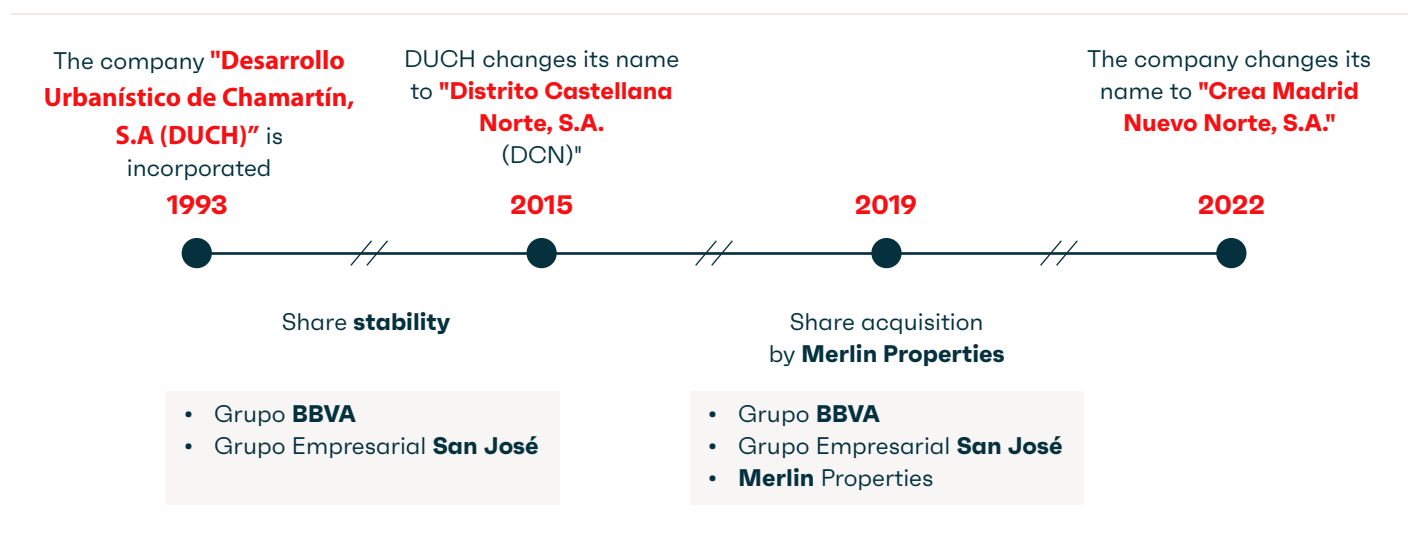 The company "Desarrollo
Urbanístico de Chamartín,
S.A (DUCH)” is
incorporated
1993
DUCH changes its name
to "Distrito Castellana
Norte, S.A.
(DCN)"
2015
2019
The company changes its
name to "Crea Madrid
Nuevo Norte, S.A."
2022
Share stability
• Grupo BBVA
• Grupo Empresarial San José
Share acquisition
by Merlin Properties
• Grupo BBVA
• Grupo Empresarial San José
• Merlin Properties